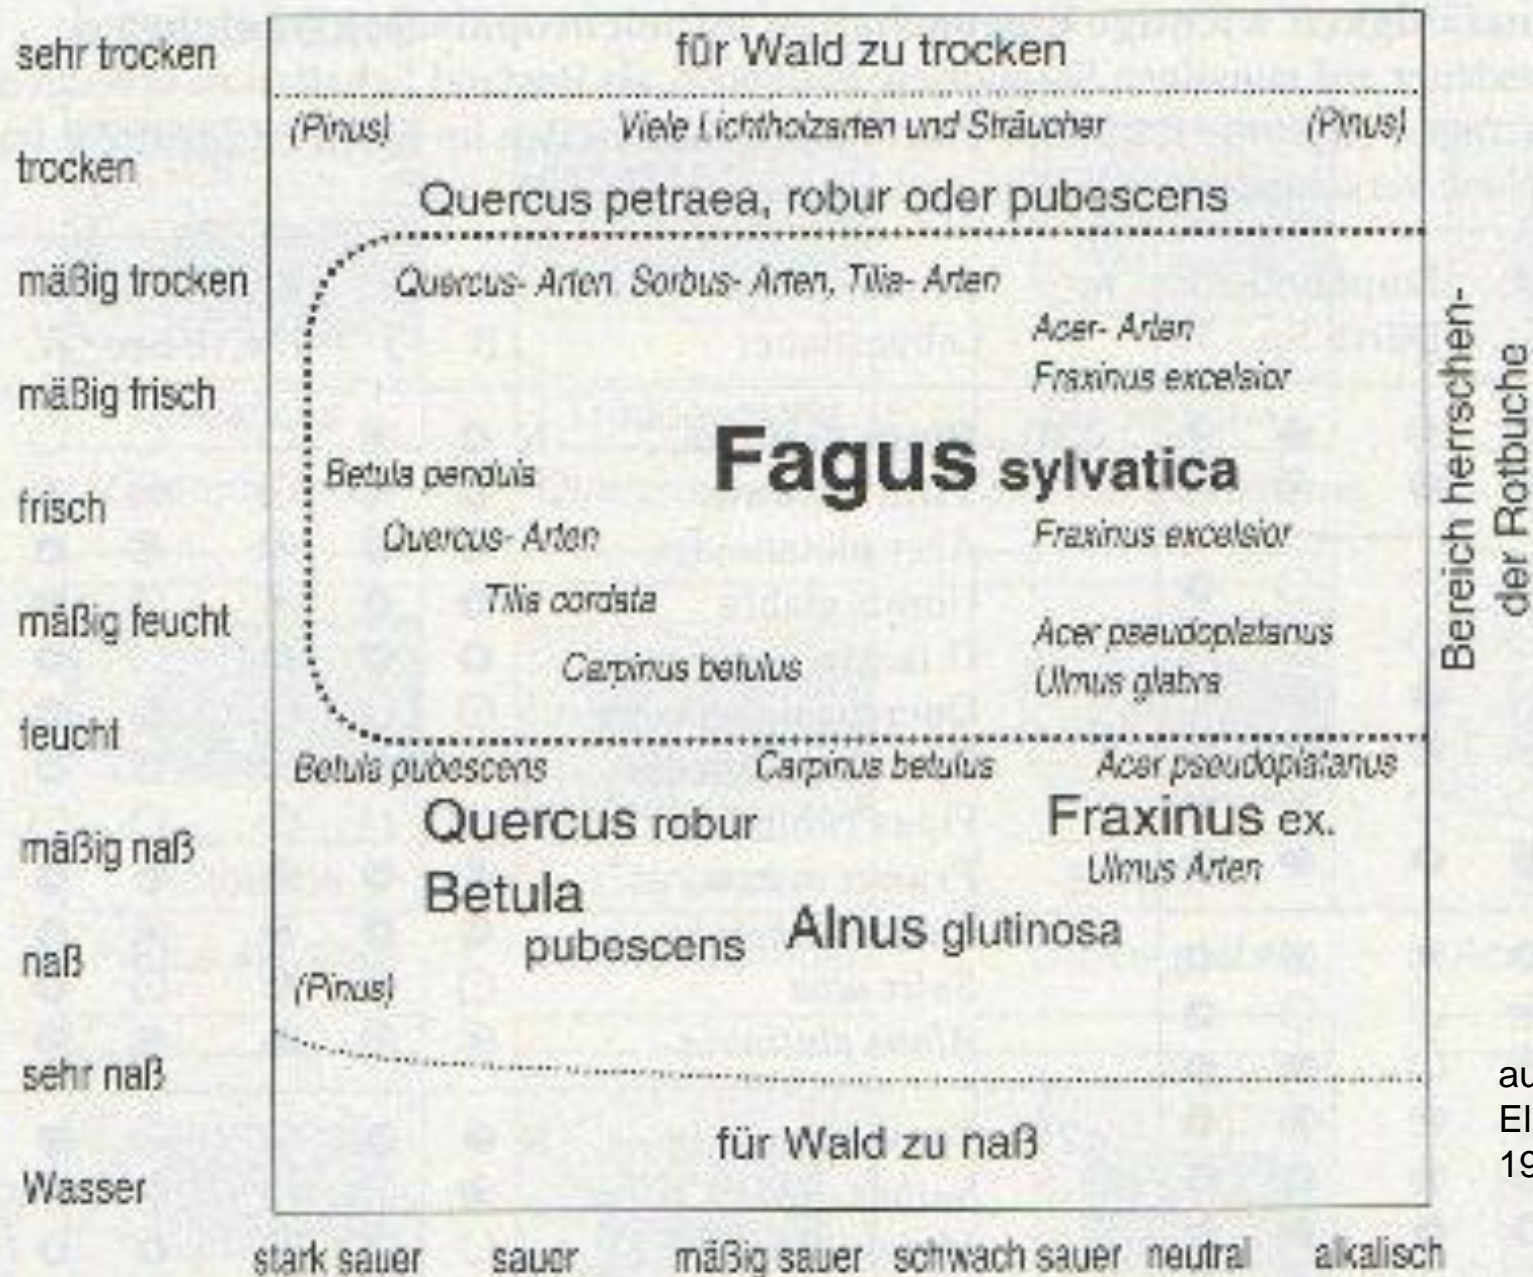 sehr trocken
für Wald zu trocken
(Pinus) Viele Lichtholzarten und Sträucher (Pinus)
trocken
Quercus petraea, robur oder pubescens
mäßig trocken
Quercus- Arten, Sorbus- Arten, Tilia- Arten
Acer- Arten
mäßig frisch
Fraxinus excelsior
Fagus sylvatica
Betula pendula
frisch
Quercus- Arten
Fraxinus excelsior
Tilia cordata
mäßig feucht
Acer pseudoplatanus
Carpinus betulus
Ulmus glabra
feucht
Betula pubescens Carpinus betulus Acer pseudoplatanus
Quercus robur
Fraxinus ex.
mäßig naß
Ulmus Arten
Betula
pubescens
Alnus glutinosa
naß
(Pinus)
sehr naß
für Wald zu naß
Wasser
stark sauer sauer mäßig sauer schwach sauer neutral alkalisch
Bereich herrschen-
der Rotbuche